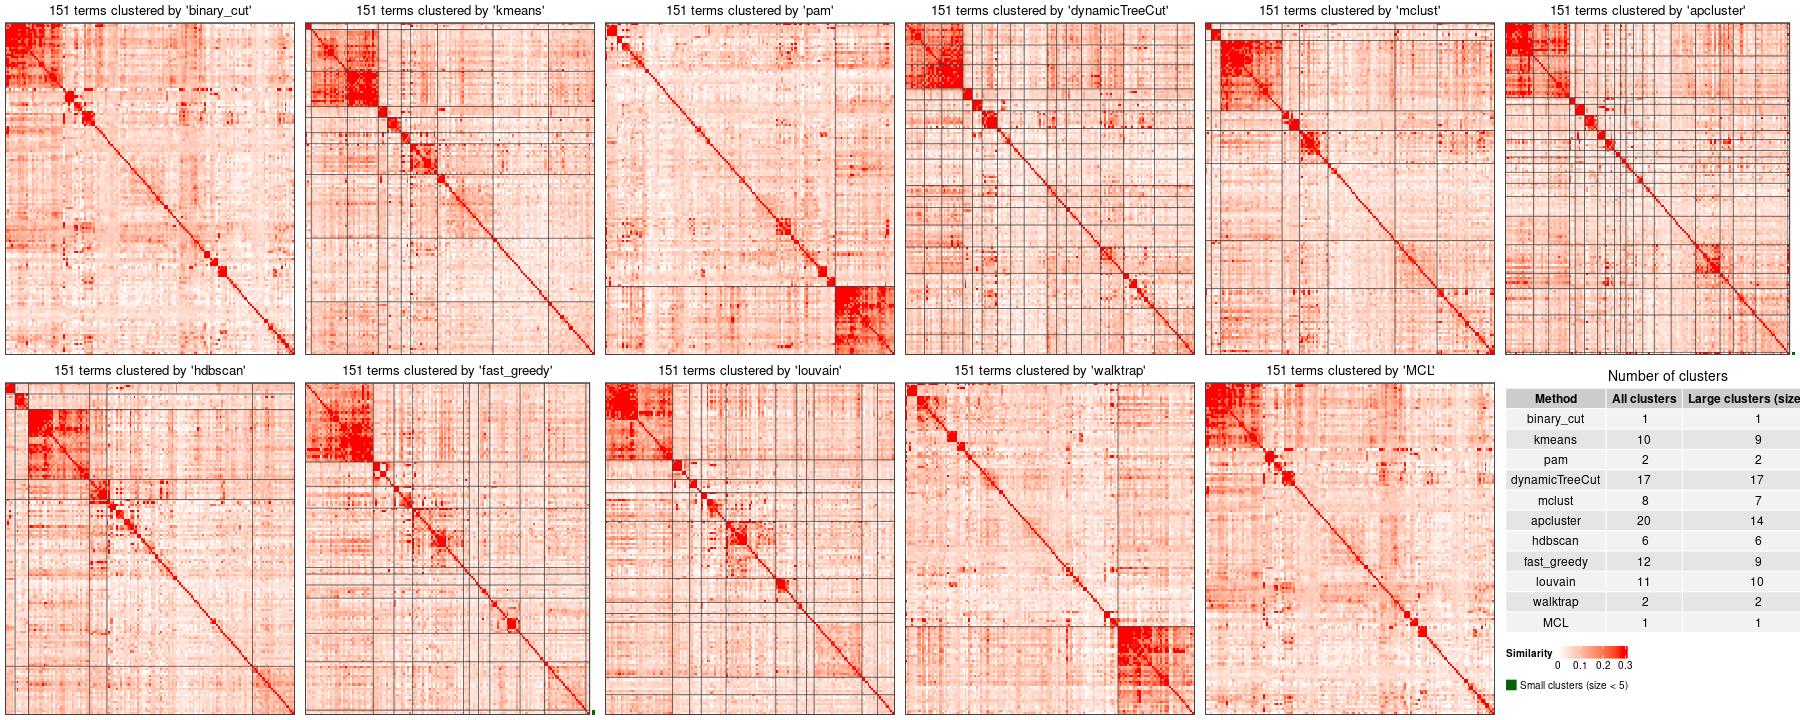 151 terms clustered by 'binary_cut'
151 terms clustered by 'kmeans'
151 terms clustered by 'pam'
151 terms clustered by 'dynamicTreeCut'
151 terms clustered by 'mclust'
151 terms clustered by 'apcluster'
151 terms clustered by 'hdbscan'
151 terms clustered by 'fast_greedy'
151 terms clustered by 'louvain'
151 terms clustered by 'walktrap'
151 terms clustered by 'MCL'
Number of clusters
Method All clusters Large clusters (size
binary_cut 1 1
kmeans 10 9
pam 2 2
dynamicTreeCut 17 17
mclust 8 7
apcluster 20 14
hdbscan 6 6
fast_greedy 12 9
louvain 11 10
walktrap 2 2
MCL 1 1
Similarity
0 0.1 0.2 0.3
Small clusters (size < 5)